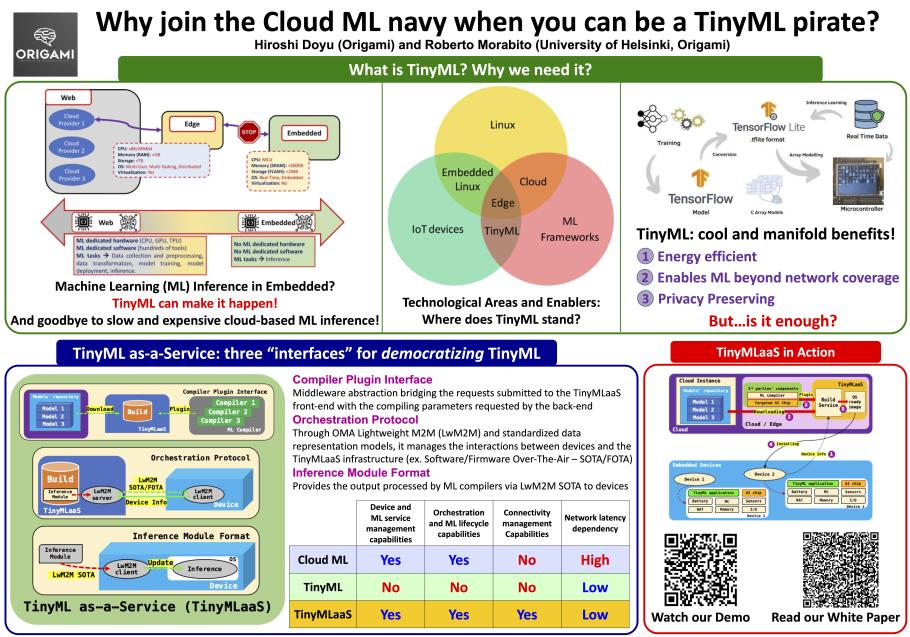 ORIGAMI
Why join the Cloud ML navy when you can be a TinyML pirate?
Hiroshi Doyu (Origami) and Roberto Morabito (University of Helsinki, Origami)
What is TinyML? Why we need it?
Web
Cloud
Provider 1
Cloud
Provider 2
Cloud
Provider 3
Edge
CPU: x86/ARM64
Memory (RAM): >GB
Storage: >TB
OS: Multi-User, Multi-Tasking, Distributed
Virtualization: Yes
STOP
Embedded
CPU: MCU
Memory (SRAM): ~500KB
Storage (FLASH): ~2MB
OS: Real Time, Embedded
Virtualization: No
Web
Embedded
ML dedicated hardware (CPU, GPU, TPU)
ML dedicated software (hundreds of tools)
ML tasks → Data collection and preprocessing,
data transformation, model training, model
deployment, inference.
No ML dedicated hardware
No ML dedicated software
ML tasks → Inference
Machine Learning (ML) Inference in Embedded?
TinyML can make it happen!
And goodbye to slow and expensive cloud-based ML inference!
Linux
Embedded
Linux
Cloud
Edge
IoT devices
TinyML
ML
Frameworks
Technological Areas and Enablers:
Where does TinyML stand?
Training
TensorFlow
Model
Conversion
TensorFlow Lite
.tflite format
Array Modelling
C Array Models
Inference Learning
Real Time Data
Microcontroller
TinyML: cool and manifold benefits!
1 Energy efficient
2 Enables ML beyond network coverage
3 Privacy Preserving
But...is it enough?
TinyML as-a-Service: three “interfaces” for democratizing TinyML
Models' repository
Model 1
Model 2
Model 3
Download
Build
TinyMLaaS
Plugin
Compiler Plugin Interface
Compiler 1
Compiler 2
Compiler 3
ML Compiler
Orchestration Protocol
Build
Inference
Module
LwM2M
server
TinyMLaaS
LwM2M
SOTA/FOTA
Device Info
LwM2M
client
Device
Inference Module Format
Inference
Module
LwM2M SOTA
LwM2M
client
Update
OS
Inference
Device
TinyML as-a-Service (TinyMLaaS)
Compiler Plugin Interface
Middleware abstraction bridging the requests submitted to the TinyMLaaS
front-end with the compiling parameters requested by the back-end
Orchestration Protocol
Through OMA Lightweight M2M (LwM2M) and standardized data
representation models, it manages the interactions between devices and the
TinyMLaaS infrastructure (ex. Software/Firmware Over-The-Air – SOTA/FOTA)
Inference Module Format
Provides the output processed by ML compilers via LwM2M SOTA to devices
Device and ML service management capabilities
Orchestration and ML lifecycle capabilities
Connectivity management Capabilities
Network latency dependency
Cloud ML Yes Yes No High
TinyML No No No Low
TinyMLaaS Yes Yes Yes Low
TinyMLaaS in Action
Cloud Instance
Models' repository
Model 1
Model 2
Model 3
Cloud
3rd parties' components
ML Compiler
Targeted AI Chip
Downloading
Plugin
2
2
Cloud / Edge
TinyMLaaS
Build
Service
3
OS
ready
image
4 Installing
Device Info 1
Embedded Devices
Device 1
Device 2
TinyML application
AI chip
Battery
MC
Sensors
RAT
Memory
I/O
Device 1
TinyML application
AI chip
Battery
MC
Sensors
RAT
Memory
I/O
Device 2
Watch our Demo
Read our White Paper